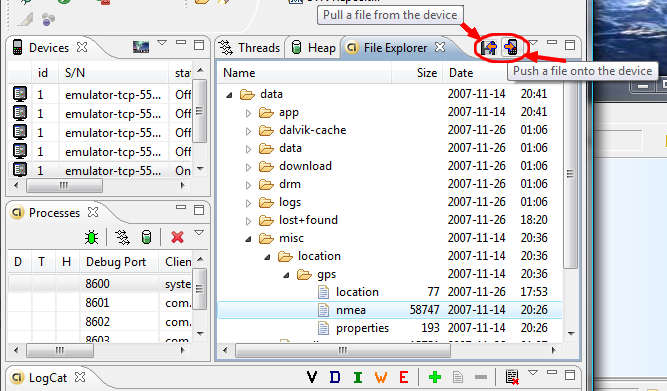 Pull a file from the device
Devices
id S/N
1 emulator-tcp-55... Off
1 emulator-tcp-55... Off
1 emulator-tcp-55... Off
1 emulator-tcp-55... Off
1 emulator-tcp-55... On
Processes
D T H Debug Port Clien
8600 syste
8601 com.
8602 com.
8603
Threads Heap File Explorer
Push a file onto the device
Name Size Date
data 2007-11-14 20:41
app 2007-11-14 20:41
dalvik-cache 2007-11-26 01:06
data 2007-11-26 01:06
download 2007-11-26 01:06
drm 2007-11-26 01:06
logs 2007-11-26 01:06
lost+found 2007-11-26 18:20
misc 2007-11-14 20:36
location 2007-11-14 20:36
gps 2007-11-14 20:36
location 77 2007-11-26 17:53
nmea 58747 2007-11-14 20:26
properties 193 2007-11-14 20:26
LogCat V D I W E